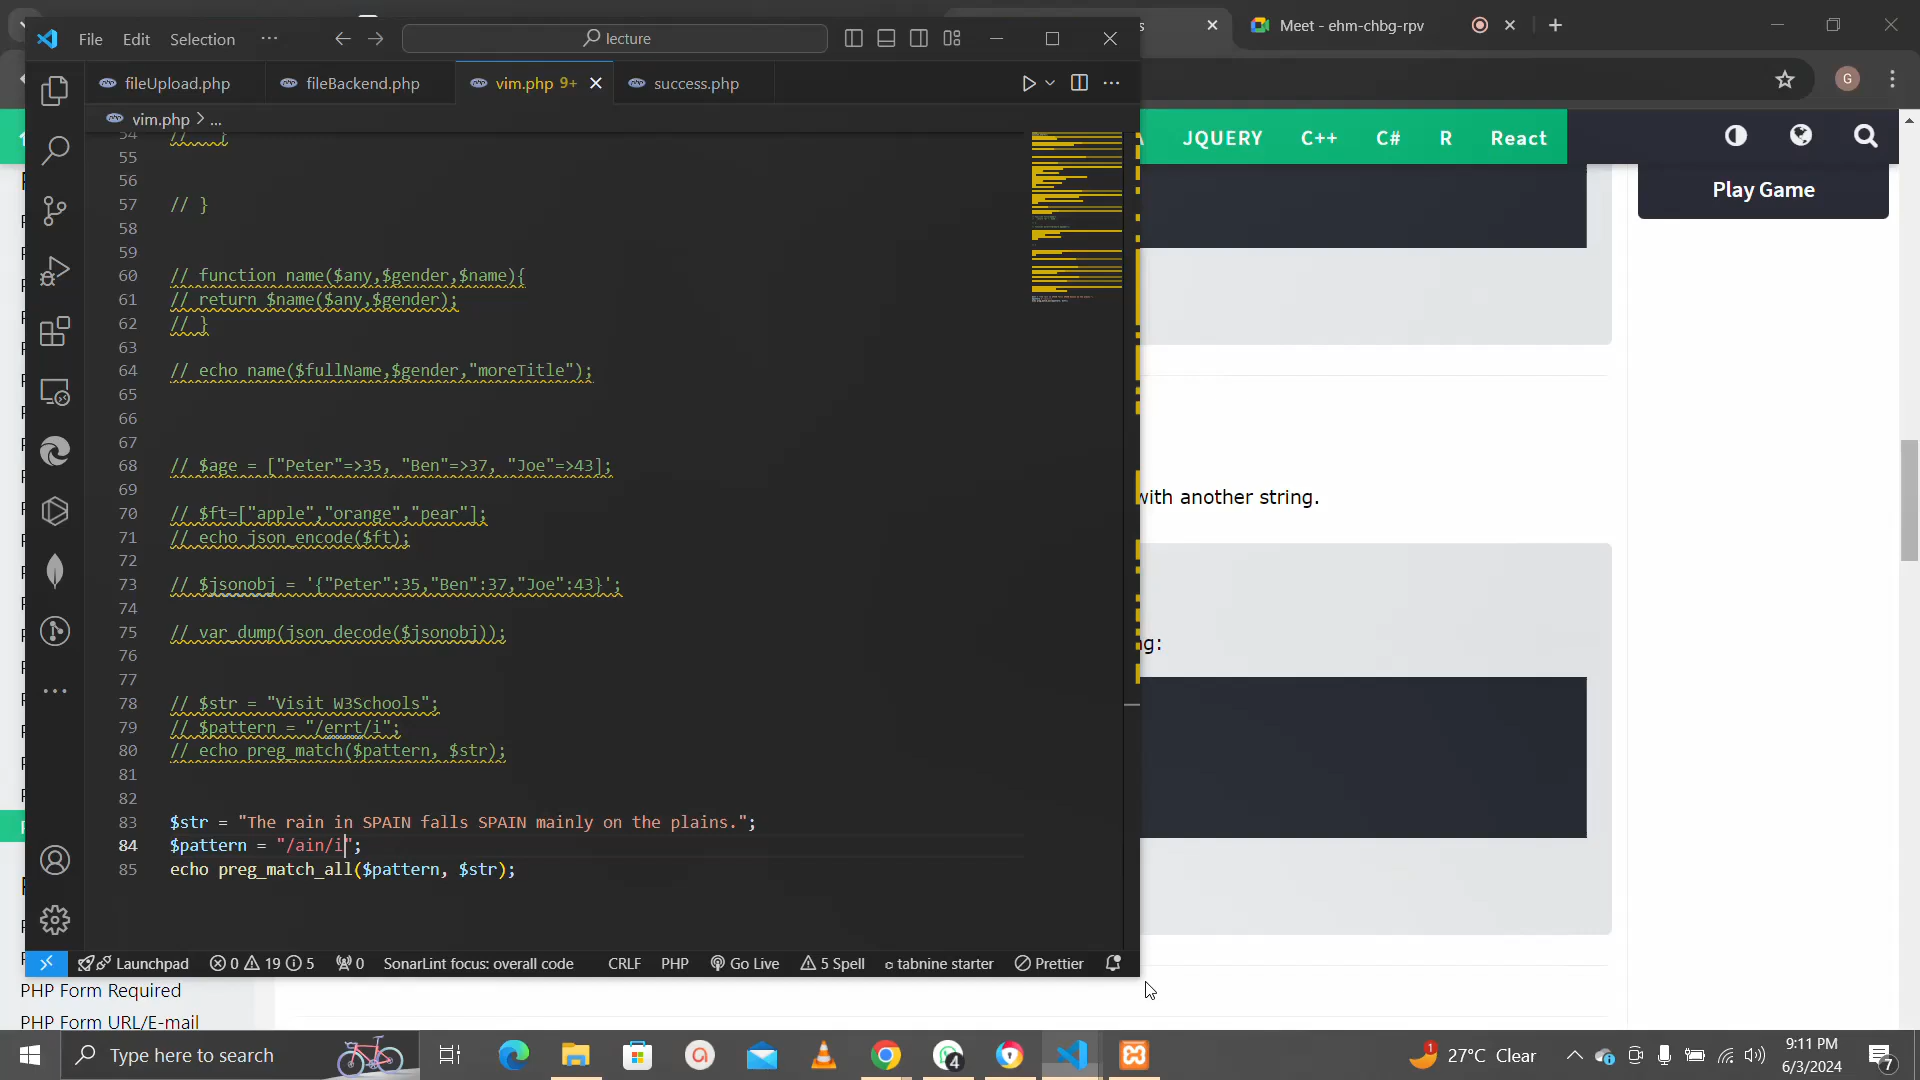 File Edit Selection ...
lecture
Meet - ehm-chbg-rpv
G
fileUpload.php
fileBackend.php
vim.php 9+
success.php
vim.php > ...
JQUERY C++ C# R React
Play Game
54 // }
55
56
57 // }
58
59
60 // function name($any,$gender,$name){
61 // return $name($any,$gender);
62 // }
63
64 // echo name($fullName,$gender,"moreTitle");
65
66
67
68 // $age = ["Peter"=>35, "Ben"=>37, "Joe"=>43];
69
70 // $ft=["apple","orange","pear"];
71 // echo json_encode($ft);
72
73 // $jsonobj = '{"Peter":35,"Ben":37,"Joe":43}';
74
75 // var_dump(json_decode($jsonobj));
76
77
78 // $str = "Visit W3Schools";
79 // $pattern = "/errt/i";
80 // echo preg_match($pattern, $str);
81
82
83 $str = "The rain in SPAIN falls SPAIN mainly on the plains.";
84 $pattern = "/ain/i";
85 echo preg_match_all($pattern, $str);
with another string.
Launchpad 0 19 5 0 SonarLint focus: overall code CRLF PHP Go Live 5 Spell tabnine starter Prettier
PHP Form Required
PHP Form URL/E-mail
Type here to search
4
1
27°C Clear
9:11 PM
6/3/2024
7